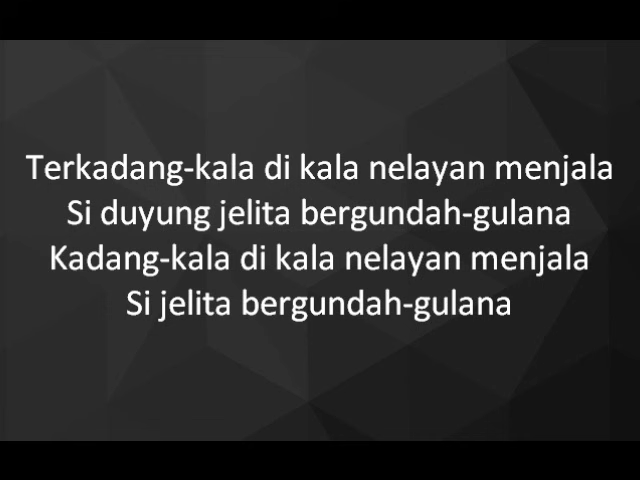 Terkadang-kala di kala nelayan menjala
Si duyung jelita bergundah-gulana
Kadang-kala di kala nelayan menjala
Si jelita bergundah-gulana